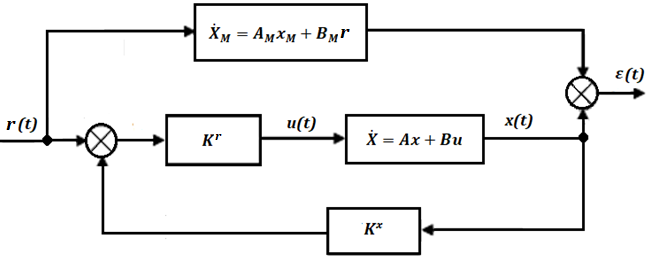 Ẋ_M = A_M x_M + B_M r
ε(t)
r(t)
K^r
u(t)
Ẋ = Ax + Bu
x(t)
K^x